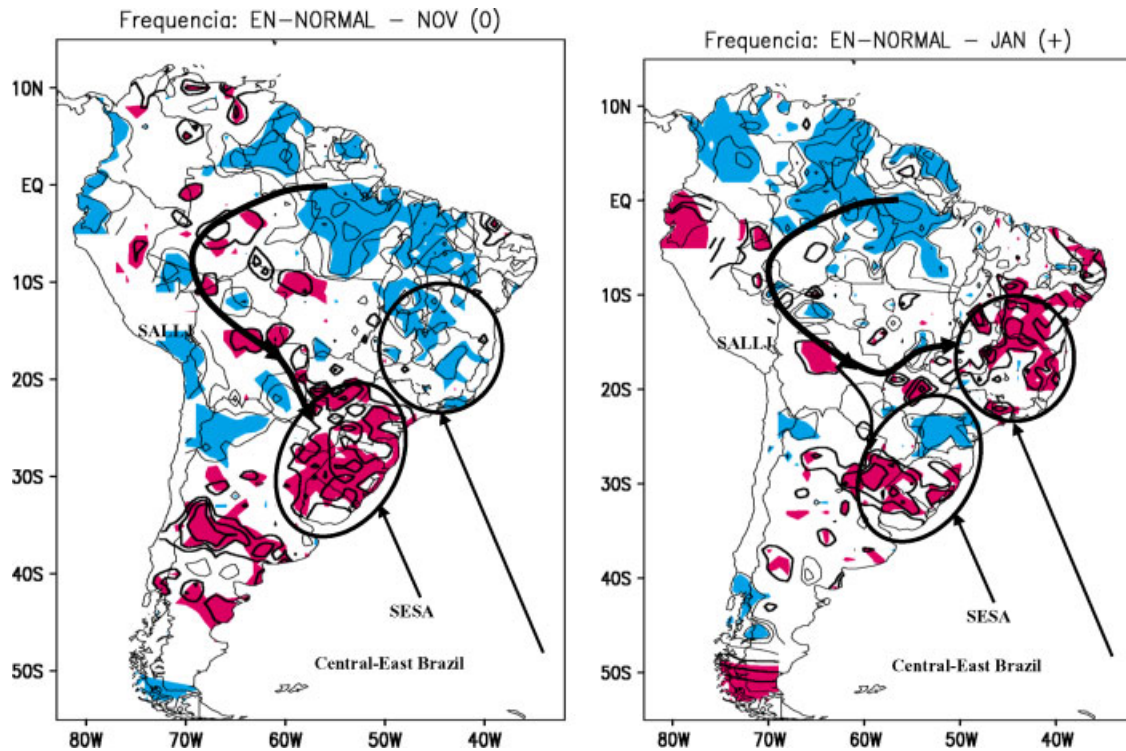 Frequencia: EN-NORMAL - NOV (0)
10N
EQ
10S
20S
30S
40S
50S
80W 70W 60W 50W 40W
SALLJ
SESA
Central-East Brazil
Frequencia: EN-NORMAL - JAN (+)
10N
EQ
10S
20S
30S
40S
50S
80W 70W 60W 50W 40W
SALLJ
SESA
Central-East Brazil